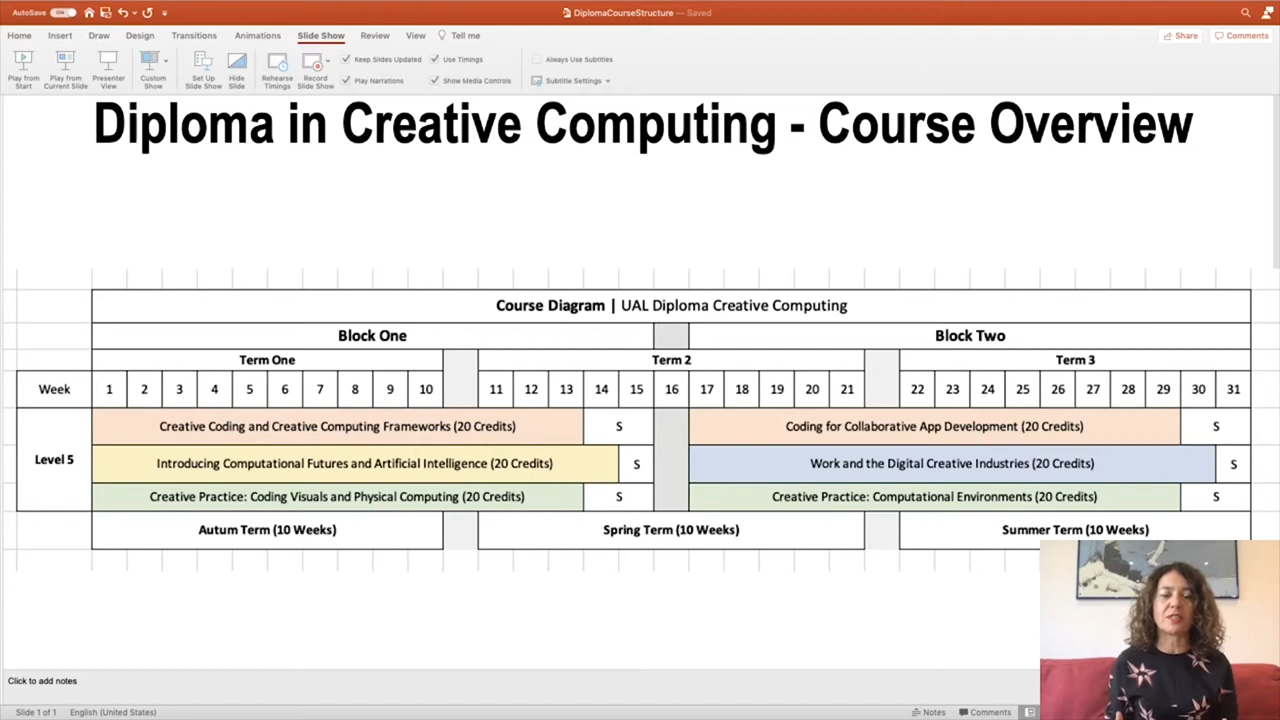 AutoSave ON DiplomaCourseStructure — Saved
Home Insert Draw Design Transitions Animations Slide Show Review View Tell me Share Comments
Play from Start Play from Current Slide Presenter View Custom Show Set Up Slide Show Hide Slide Rehearse Timings Record Slide Show Keep Slides Updated Use Timings Always Use Subtitles
Play Narrations Show Media Controls Subtitle Settings
Diploma in Creative Computing - Course Overview
Course Diagram | UAL Diploma Creative Computing
Block One Block Two
Term One Term 2 Term 3
Week 1 2 3 4 5 6 7 8 9 10 11 12 13 14 15 16 17 18 19 20 21 22 23 24 25 26 27 28 29 30 31
Creative Coding and Creative Computing Frameworks (20 Credits) S Coding for Collaborative App Development (20 Credits) S
Level 5 Introducing Computational Futures and Artificial Intelligence (20 Credits) S Work and the Digital Creative Industries (20 Credits) S
Creative Practice: Coding Visuals and Physical Computing (20 Credits) S Creative Practice: Computational Environments (20 Credits) S
Autum Term (10 Weeks) Spring Term (10 Weeks) Summer Term (10 Weeks)
Click to add notes
Slide 1 of 1 English (United States) Notes Comments